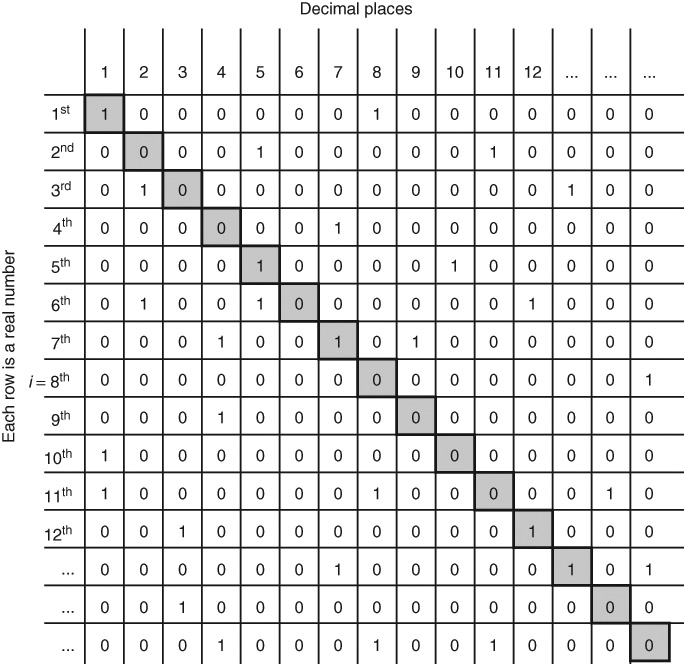 Decimal places
1 2 3 4 5 6 7 8 9 10 11 12 ... ... ...
1st 1 0 0 0 0 0 0 1 0 0 0 0 0 0 0
2nd 0 0 0 0 1 0 0 0 0 0 1 0 0 0 0
3rd 0 1 0 0 0 0 0 0 0 0 0 0 1 0 0
4th 0 0 0 0 0 0 1 0 0 0 0 0 0 0 0
5th 0 0 0 0 1 0 0 0 0 1 0 0 0 0 0
6th 0 1 0 0 1 0 0 0 0 0 0 1 0 0 0
7th 0 0 0 1 0 0 1 0 1 0 0 0 0 0 0
i = 8th 0 0 0 0 0 0 0 0 0 0 0 0 0 0 1
9th 0 0 0 1 0 0 0 0 0 0 0 0 0 0 0
10th 1 0 0 0 0 0 0 0 0 0 0 0 0 0 0
11th 1 0 0 0 0 0 0 1 0 0 0 0 0 1 0
12th 0 0 1 0 0 0 0 0 0 0 0 1 0 0 0
... 0 0 0 0 0 0 1 0 0 0 0 0 1 0 1
... 0 0 1 0 0 0 0 0 0 0 0 0 0 0 0
... 0 0 0 1 0 0 0 1 0 0 1 0 0 0 0
Each row is a real number